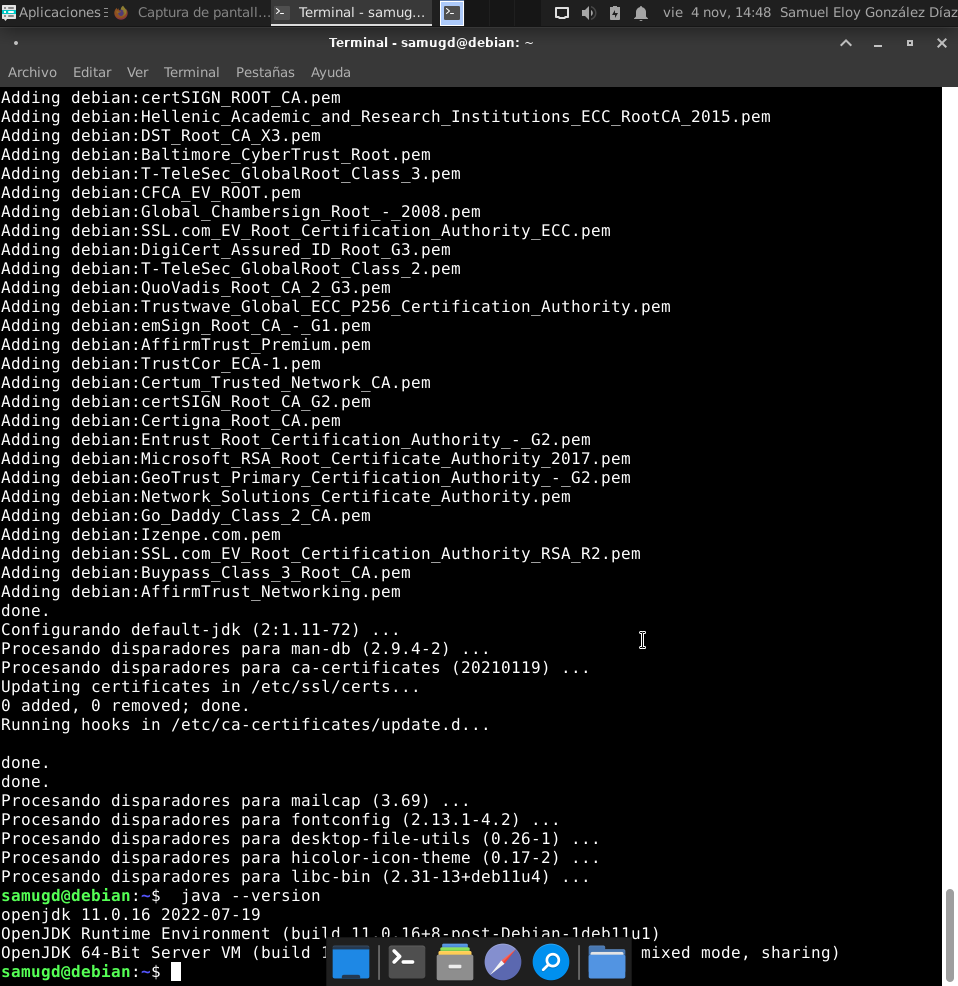 Aplicaciones
Captura de pantall...
Terminal - samug...
vie 4 nov, 14:48
Samuel Eloy González Díaz
Terminal - samugd@debian: ~
Archivo Editar Ver Terminal Pestañas Ayuda
Adding debian:certSIGN_ROOT_CA.pem
Adding debian:Hellenic_Academic_and_Research_Institutions_ECC_RootCA_2015.pem
Adding debian:DST_Root_CA_X3.pem
Adding debian:Baltimore_CyberTrust_Root.pem
Adding debian:T-TeleSec_GlobalRoot_Class_3.pem
Adding debian:CFCA_EV_ROOT.pem
Adding debian:Global_Chambersign_Root_-_2008.pem
Adding debian:SSL.com_EV_Root_Certification_Authority_ECC.pem
Adding debian:DigiCert_Assured_ID_Root_G3.pem
Adding debian:T-TeleSec_GlobalRoot_Class_2.pem
Adding debian:QuoVadis_Root_CA_2_G3.pem
Adding debian:Trustwave_Global_ECC_P256_Certification_Authority.pem
Adding debian:emSign_Root_CA_-_G1.pem
Adding debian:AffirmTrust_Premium.pem
Adding debian:TrustCor_ECA-1.pem
Adding debian:Certum_Trusted_Network_CA.pem
Adding debian:certSIGN_Root_CA_G2.pem
Adding debian:Certigna_Root_CA.pem
Adding debian:Entrust_Root_Certification_Authority_-_G2.pem
Adding debian:Microsoft_RSA_Root_Certificate_Authority_2017.pem
Adding debian:GeoTrust_Primary_Certification_Authority_-_G2.pem
Adding debian:Network_Solutions_Certificate_Authority.pem
Adding debian:Go_Daddy_Class_2_CA.pem
Adding debian:Izenpe.com.pem
Adding debian:SSL.com_EV_Root_Certification_Authority_RSA_R2.pem
Adding debian:Buypass_Class_3_Root_CA.pem
Adding debian:AffirmTrust_Networking.pem
done.
Configurando default-jdk (2:1.11-72) ...
Procesando disparadores para man-db (2.9.4-2) ...
Procesando disparadores para ca-certificates (20210119) ...
Updating certificates in /etc/ssl/certs...
0 added, 0 removed; done.
Running hooks in /etc/ca-certificates/update.d...
done.
done.
Procesando disparadores para mailcap (3.69) ...
Procesando disparadores para fontconfig (2.13.1-4.2) ...
Procesando disparadores para desktop-file-utils (0.26-1) ...
Procesando disparadores para hicolor-icon-theme (0.17-2) ...
Procesando disparadores para libc-bin (2.31-13+deb11u4) ...
samugd@debian:~$  java --version
openjdk 11.0.16 2022-07-19
OpenJDK Runtime Environment (build 11.0.16+8-post-Debian-1deb11u1)
OpenJDK 64-Bit Server VM (build 1 mixed mode, sharing)
samugd@debian:~$